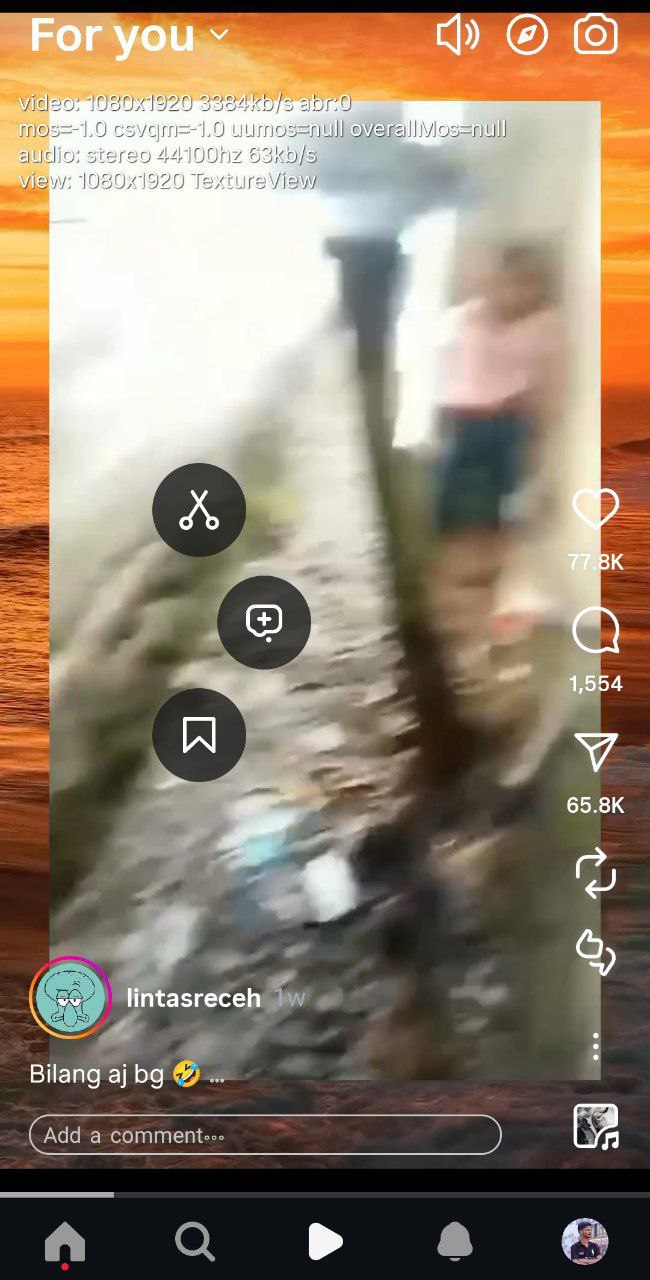 For you
video: 1080x1920 3384kb/s abr:0
mos=-1.0 csvqm=-1.0 uumos=null overallMos=null
audio: stereo 44100hz 63kb/s
view: 1080x1920 TextureView
77.8K
1,554
65.8K
lintasreceh 1w
Bilang aj bg 🤣 ...
Add a comment...